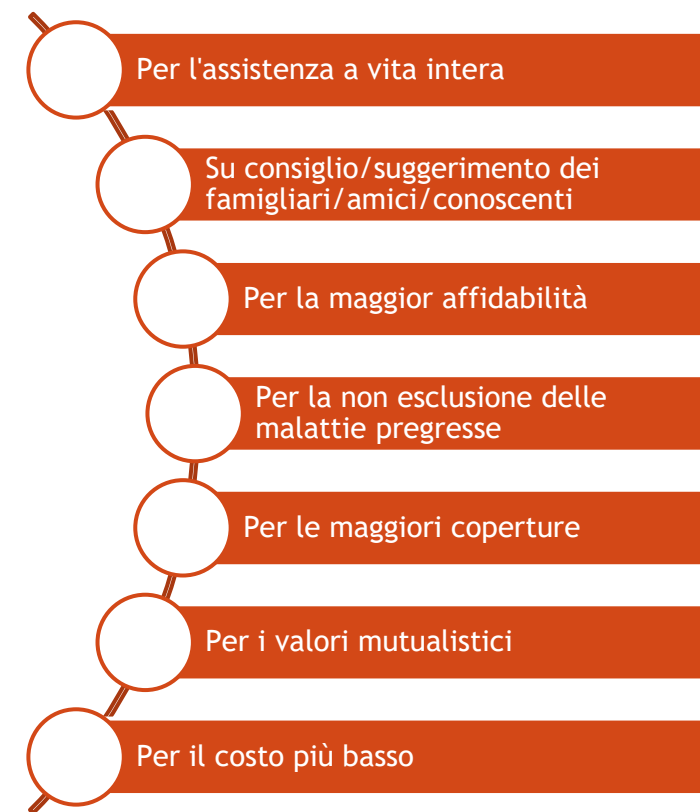 Per l'assistenza a vita intera
Su consiglio/suggerimento dei
famigliari/amici/conoscenti
Per la maggior affidabilità
Per la non esclusione delle
malattie pregresse
Per le maggiori coperture
Per i valori mutualistici
Per il costo più basso